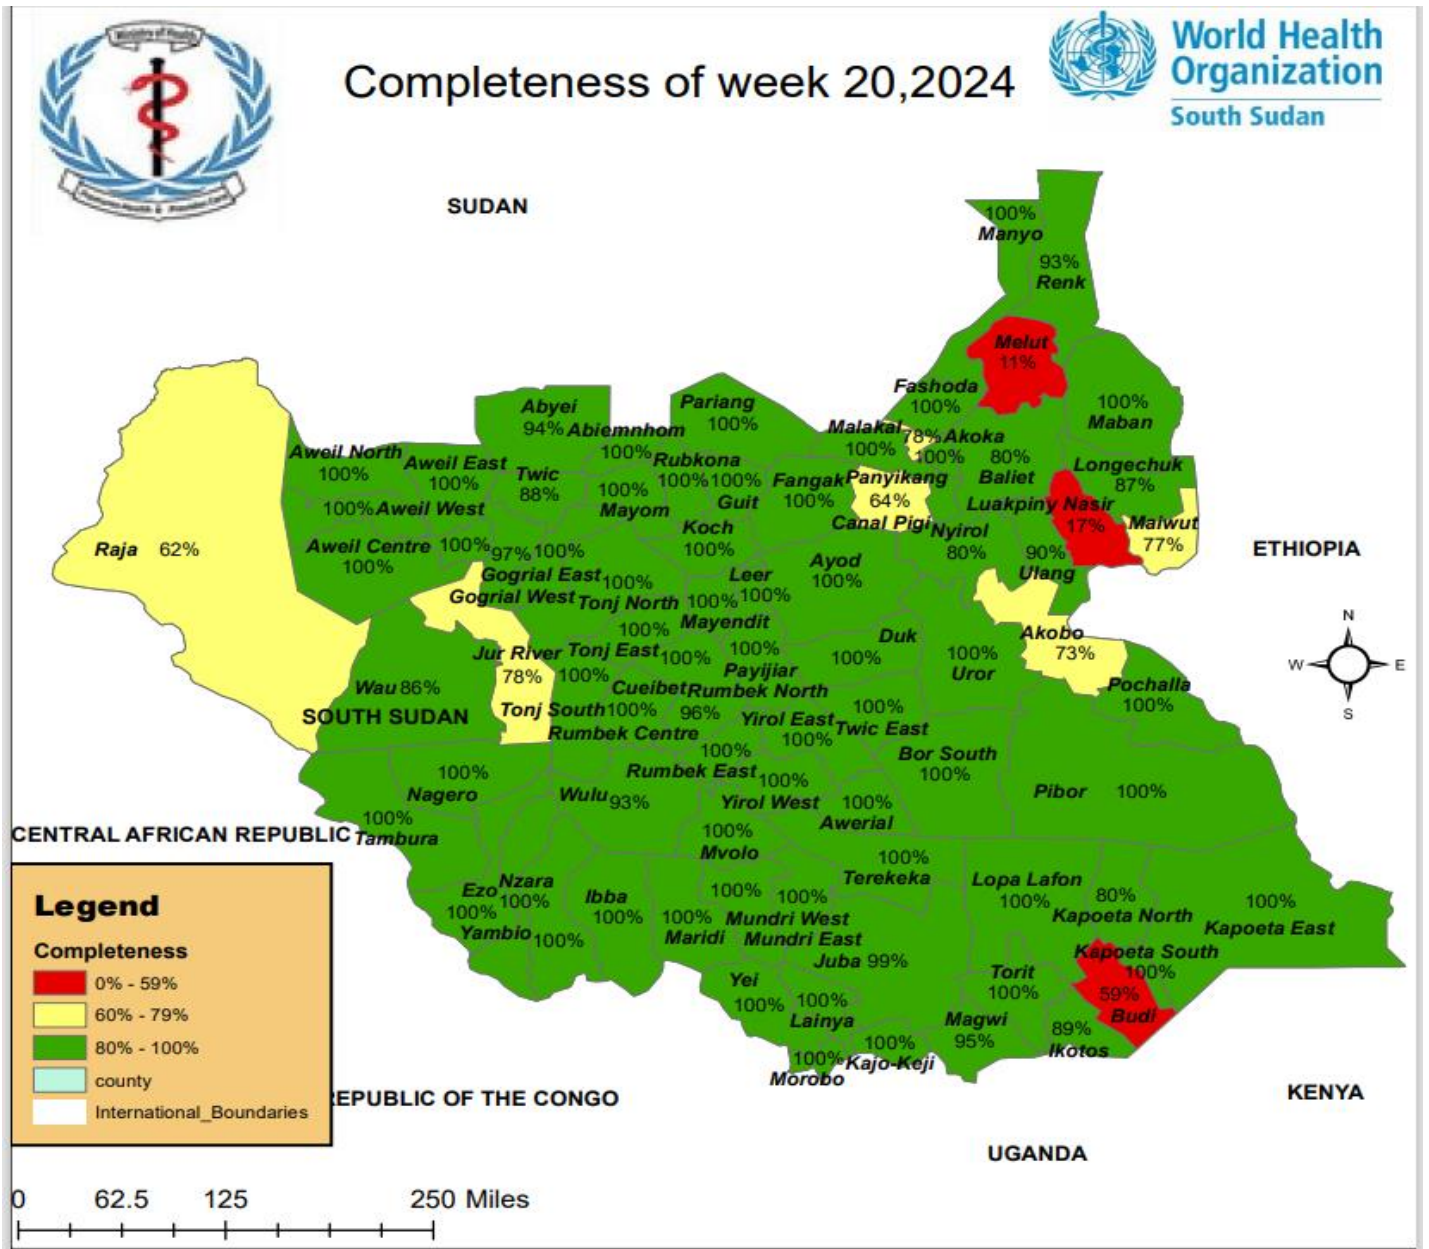 Ministry of Health
Completeness of week 20,2024
World Health
Organization
South Sudan
SUDAN
100%
Manyo
93%
Renk
Melut
11%
Fashoda
100%
100%
Maban
Abyei
94%
Abiemnhom
100%
Pariang
100%
Malakal
100%
78%
Akoka
100%
80%
Baliet
Longechuk
87%
Aweil North
100%
Aweil East
100%
Twic
88%
Rubkona
100%
100%
Guit
100%
Mayom
Fangak
100%
Panyikang
64%
Canal Pigi
Luakpiny Nasir
17%
Maiwut
77%
100%
Aweil West
Koch
100%
Nyirol
80%
90%
Ulang
ETHIOPIA
Raja 62%
Aweil Centre
100%
100%
97%
100%
Gogrial East
Gogrial West
100%
Tonj North
Leer
100%
100%
Mayendit
Ayod
100%
N
W
E
S
100%
Tonj East
100%
100%
Payijiar
Duk
100%
100%
Uror
Akobo
73%
Pochalla
100%
Jur River
78%
100%
Wau 86%
SOUTH SUDAN
Tonj South
Cueibet
100%
Rumbek North
96%
Rumbek Centre
Yirol East
100%
100%
Twic East
Bor South
100%
Pibor 100%
100%
Rumbek East
100%
Yirol West
100%
Awerial
100%
Nagero
Wulu 93%
100%
Tambura
CENTRAL AFRICAN REPUBLIC
100%
Mvolo
100%
Terekeka
Lopa Lafon
100%
80%
Kapoeta North
100%
Kapoeta East
Ezo
100%
Nzara
100%
Yambio
100%
Ibba
100%
100%
Maridi
100%
Mundri West
100%
Mundri East
Juba 99%
Kapoeta South
100%
59%
Budi
Torit
100%
Yei
100%
100%
Lainya
Magwi
95%
89%
Ikotos
100%
Morobo
100%
Kajo-Keji
Legend
Completeness
0% - 59%
60% - 79%
80% - 100%
county
International_Boundaries
REPUBLIC OF THE CONGO
KENYA
UGANDA
0 62.5 125 250 Miles